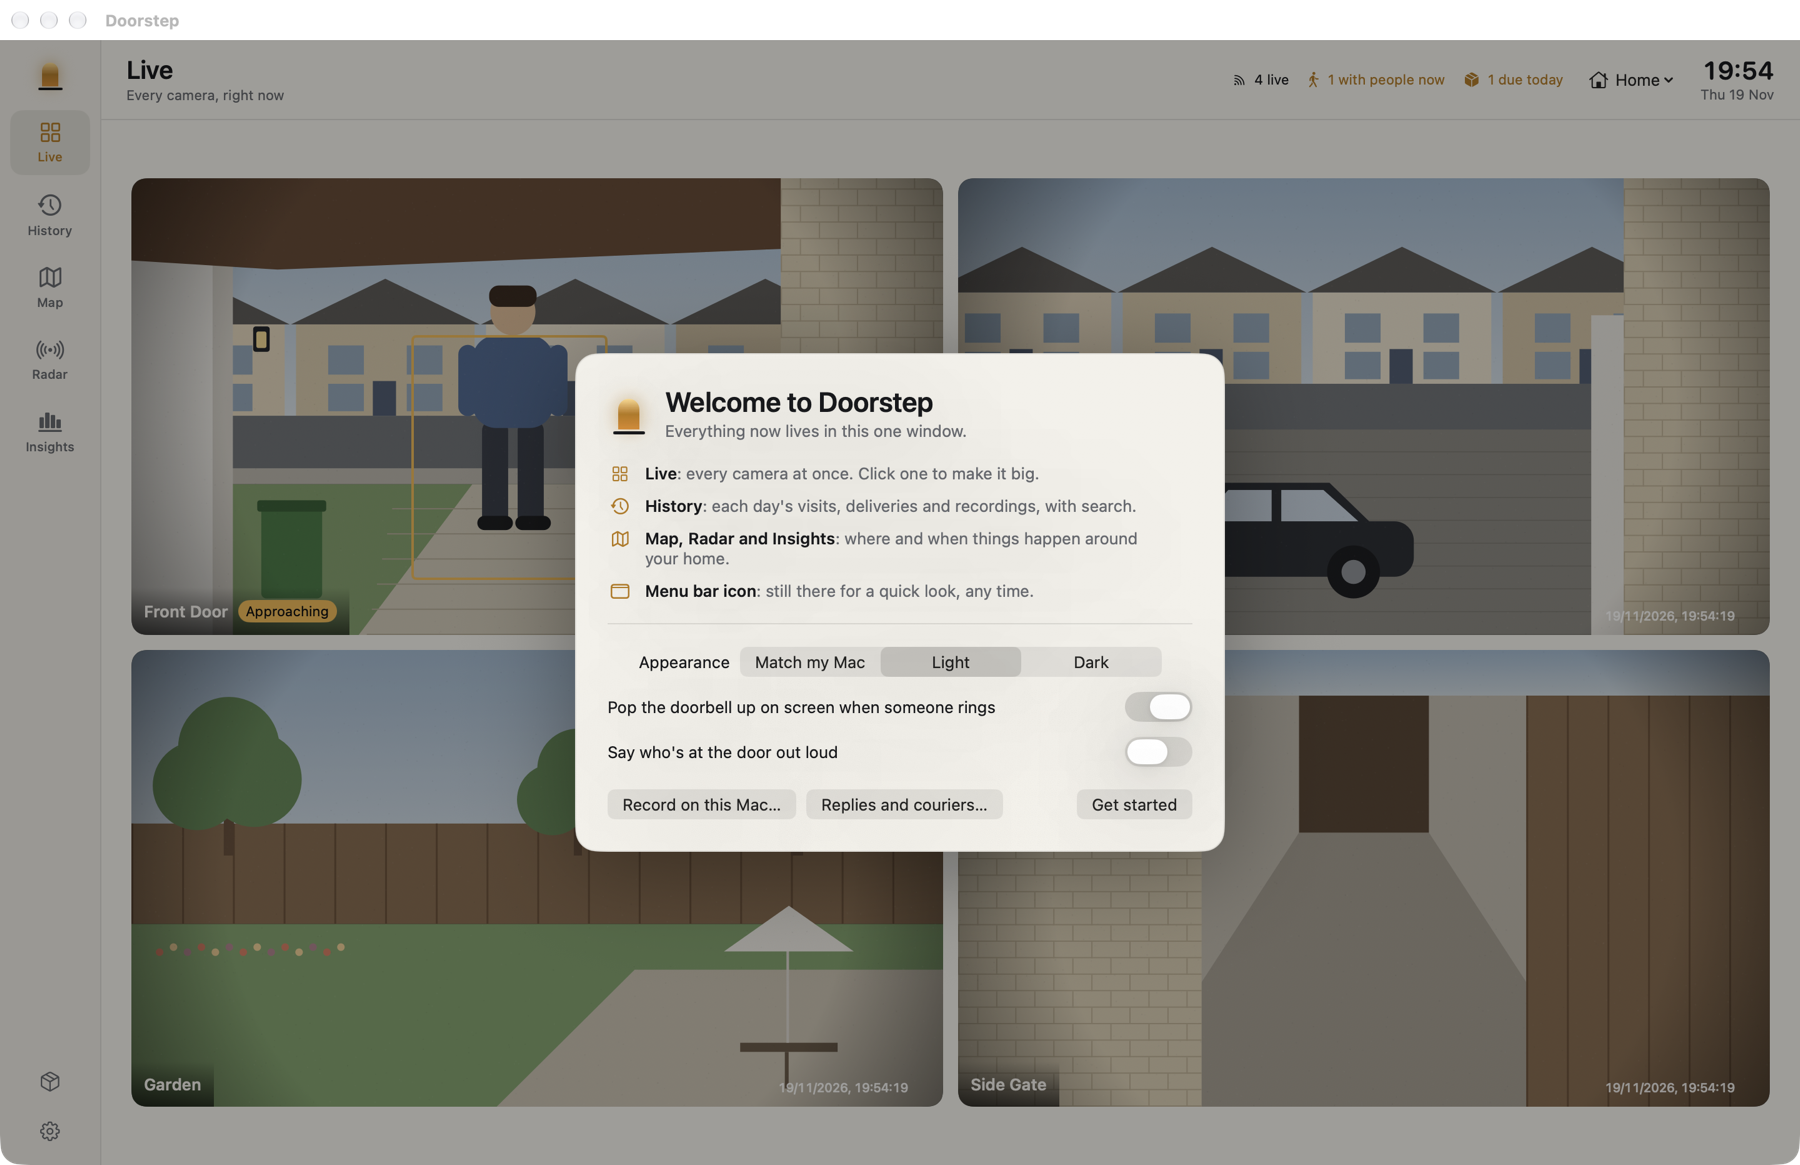 Doorstep
Live
Every camera, right now
4 live
1 with people now
1 due today
Home
19:54
Thu 19 Nov
Live
History
Map
Radar
Insights
Front Door
Approaching
19/11/2026, 19:54:19
Welcome to Doorstep
Everything now lives in this one window.
Live: every camera at once. Click one to make it big.
History: each day's visits, deliveries and recordings, with search.
Map, Radar and Insights: where and when things happen around
your home.
Menu bar icon: still there for a quick look, any time.
Appearance
Match my Mac
Light
Dark
Pop the doorbell up on screen when someone rings
Say who's at the door out loud
Record on this Mac...
Replies and couriers...
Get started
Garden
19/11/2026, 19:54:19
Side Gate
19/11/2026, 19:54:19